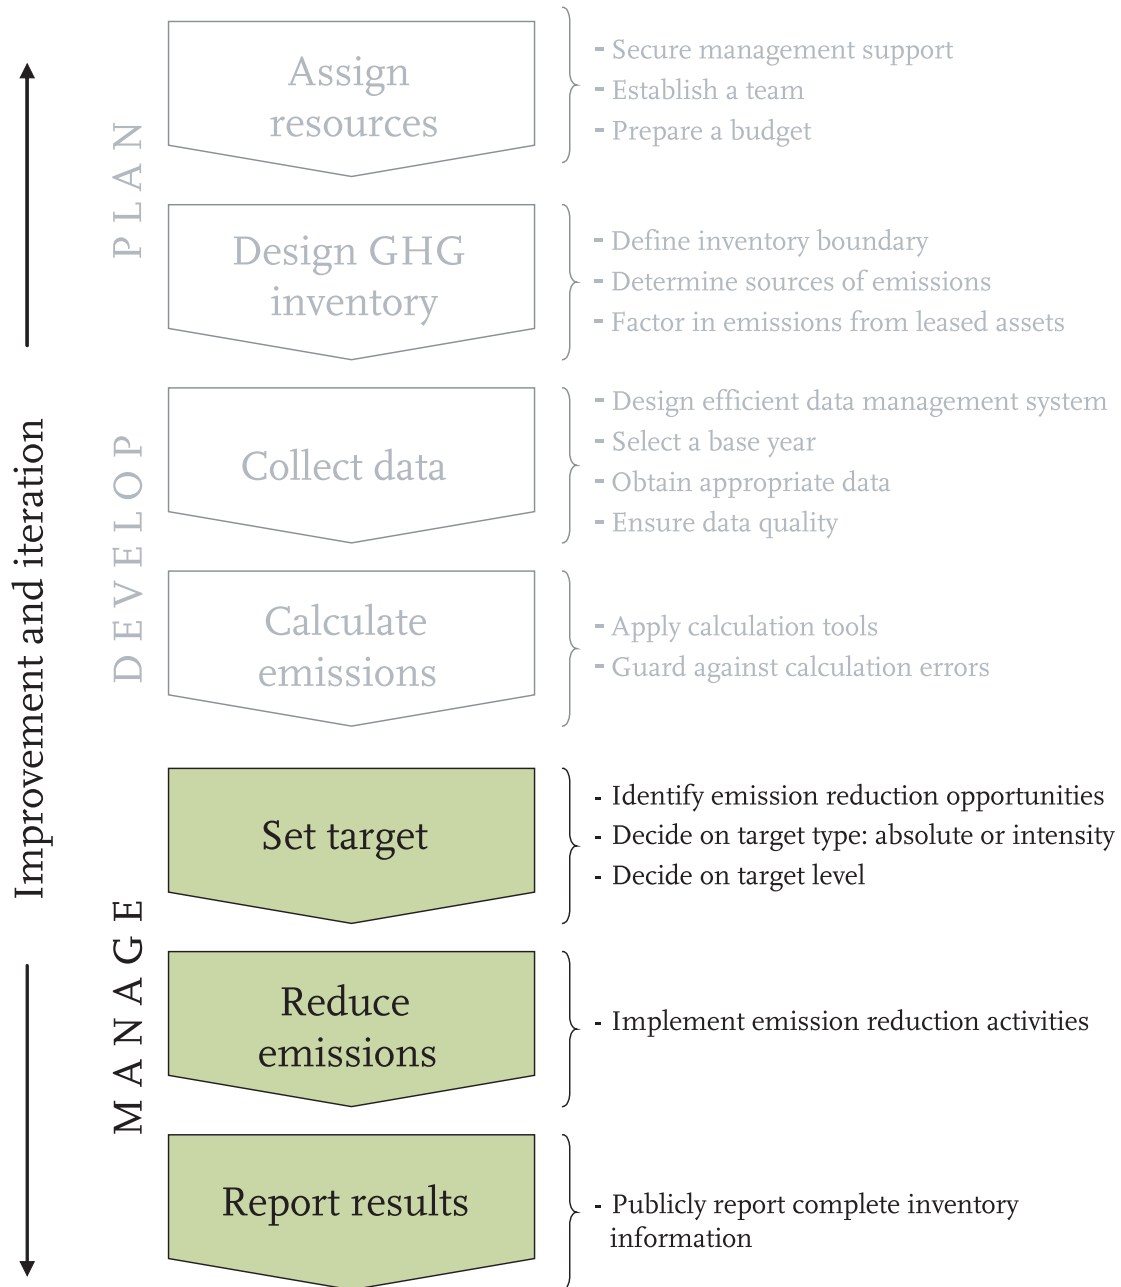 Improvement and iteration
PLAN
Assign
resources
- Secure management support
- Establish a team
- Prepare a budget
Design GHG
inventory
- Define inventory boundary
- Determine sources of emissions
- Factor in emissions from leased assets
DEVELOP
Collect data
- Design efficient data management system
- Select a base year
- Obtain appropriate data
- Ensure data quality
Calculate
emissions
- Apply calculation tools
- Guard against calculation errors
MANAGE
Set target
- Identify emission reduction opportunities
- Decide on target type: absolute or intensity
- Decide on target level
Reduce
emissions
- Implement emission reduction activities
Report results
- Publicly report complete inventory
information